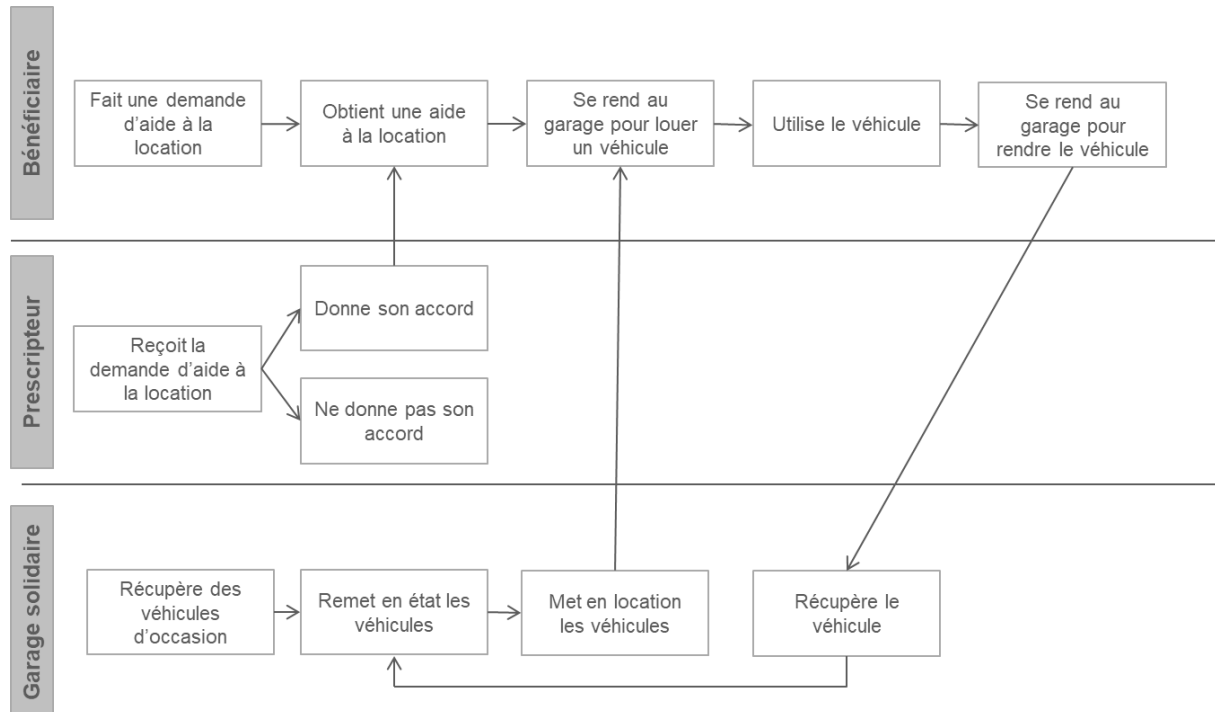 Bénéficiaire
Fait une demande
d’aide à la
location
Obtient une aide
à la location
Se rend au
garage pour louer
un véhicule
Utilise le véhicule
Se rend au
garage pour
rendre le véhicule
Prescripteur
Reçoit la
demande d’aide à
la location
Donne son accord
Ne donne pas son
accord
Garage solidaire
Récupère des
véhicules
d’occasion
Remet en état les
véhicules
Met en location
les véhicules
Récupère le
véhicule